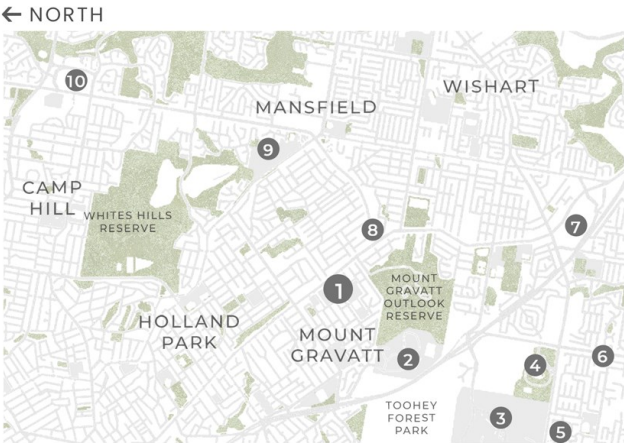 ← NORTH
10
WISHART
MANSFIELD
9
CAMP
HILL
WHITES HILLS
RESERVE
8
7
1
MOUNT
GRAVATT
OUTLOOK
RESERVE
HOLLAND
PARK
MOUNT
GRAVATT
2
4
6
TOOHEY
FOREST
PARK
3
5